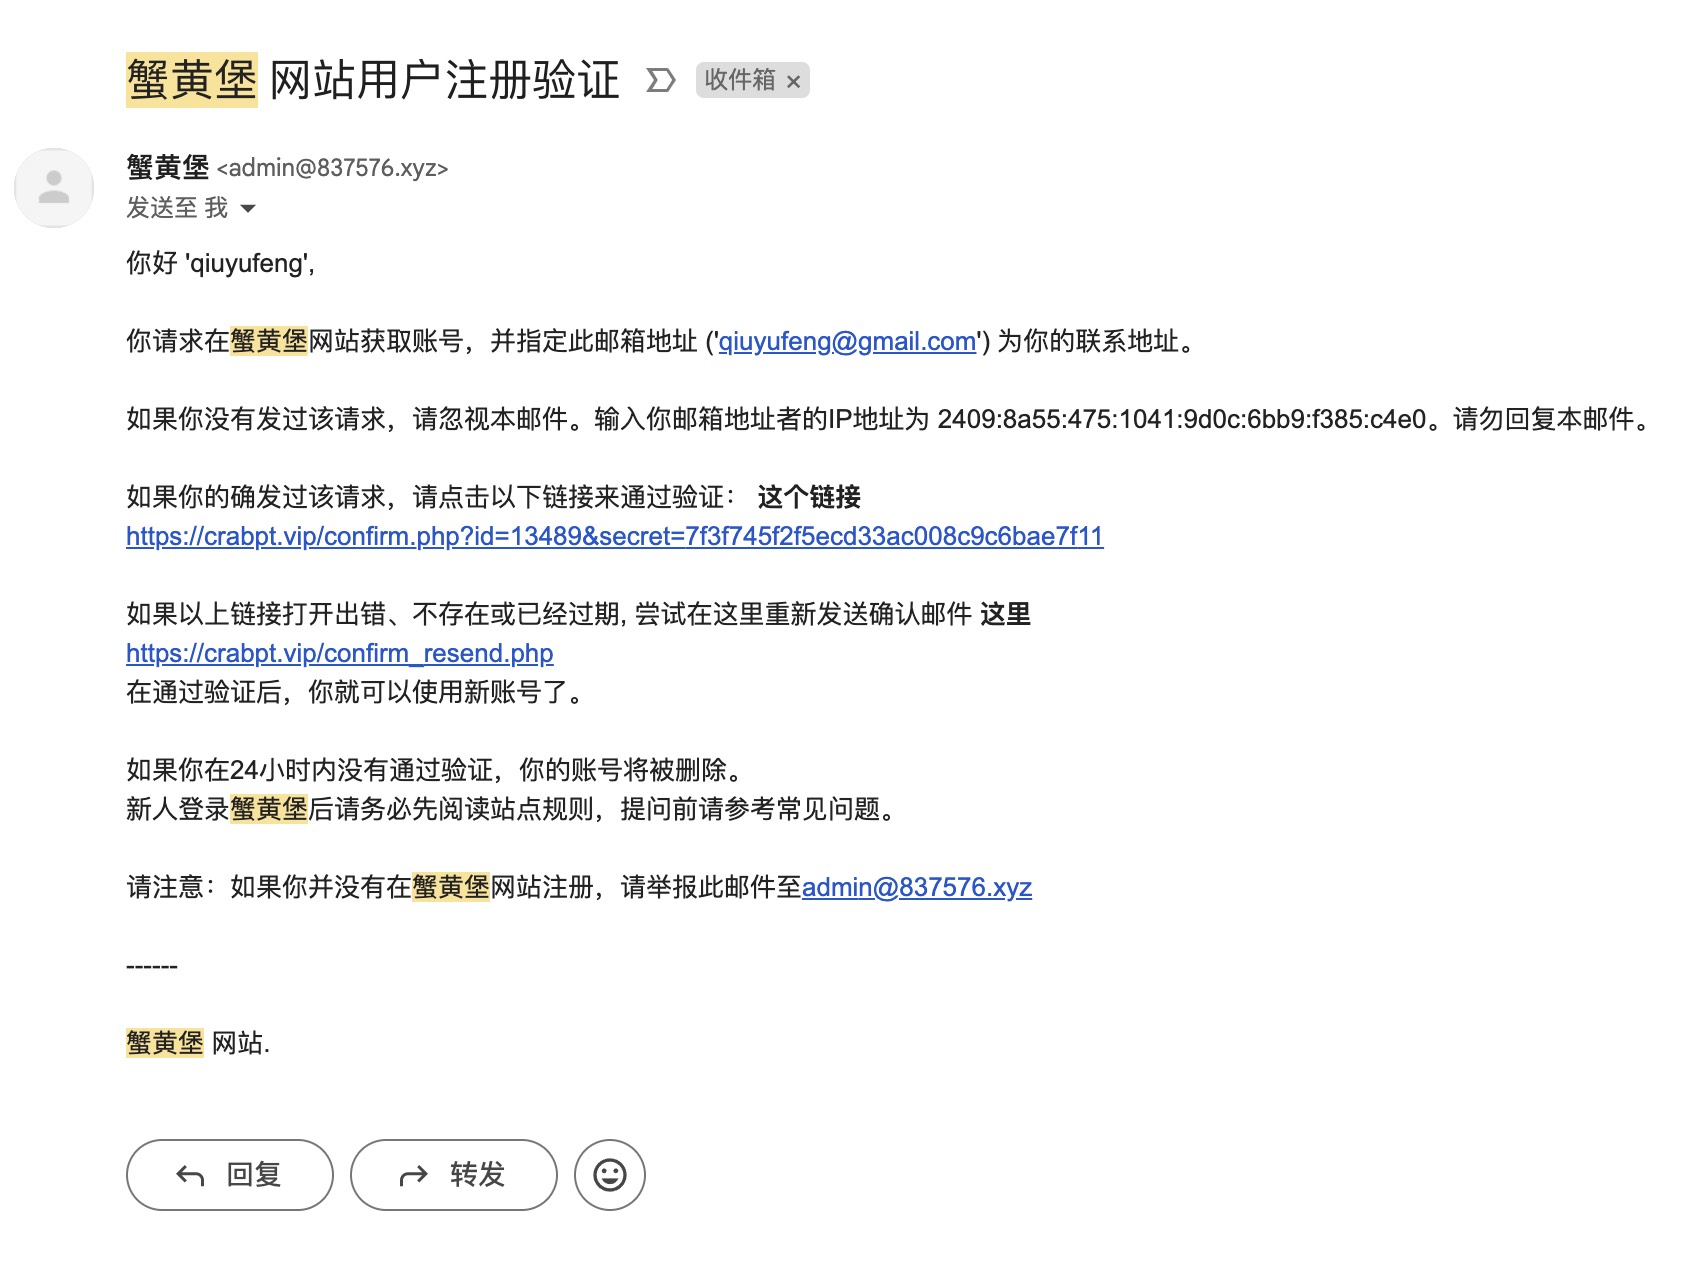 蟹黄堡 网站用户注册验证 收件箱 ×
蟹黄堡 <admin@837576.xyz>
发送至 我
你好 'qiuyufeng',
你请求在蟹黄堡网站获取账号，并指定此邮箱地址 ('qiuyufeng@gmail.com') 为你的联系地址。
如果你没有发过该请求，请忽视本邮件。输入你邮箱地址者的IP地址为 2409:8a55:475:1041:9d0c:6bb9:f385:c4e0。请勿回复本邮件。
如果你的确发过该请求，请点击以下链接来通过验证： 这个链接
https://crabpt.vip/confirm.php?id=13489&secret=7f3f745f2f5ecd33ac008c9c6bae7f11
如果以上链接打开出错、不存在或已经过期, 尝试在这里重新发送确认邮件 这里
https://crabpt.vip/confirm_resend.php
在通过验证后，你就可以使用新账号了。
如果你在24小时内没有通过验证，你的账号将被删除。
新人登录蟹黄堡后请务必先阅读站点规则，提问前请参考常见问题。
请注意：如果你并没有在蟹黄堡网站注册，请举报此邮件至admin@837576.xyz
------
蟹黄堡 网站.
回复 转发